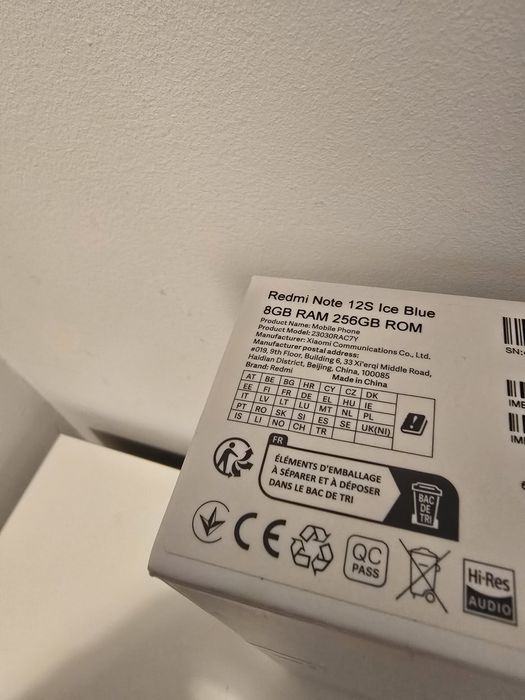 Redmi Note 12S Ice Blue
8GB RAM 256GB ROM
Product Name: Mobile Phone
Product Model: 23030RAC7Y
Manufacturer: Xiaomi Communications Co., Ltd.
Manufacturer postal address:
#019, 9th Floor, Building 6, 33 Xi'erqi Middle Road,
Haidian District, Beijing, China, 100085
Brand: Redmi Made in China
AT BE BG HR CY CZ DK
EE FI FR DE EL HU IE
IT LV LT LU MT NL PL
PT RO SK SI ES SE UK(NI)
IS LI NO CH TR
FR
ÉLÉMENTS D'EMBALLAGE
À SÉPARER ET À DÉPOSER
DANS LE BAC DE TRI
BAC
DE
TRI
CE
QC
PASS
Hi-Res
AUDIO
SN:
IME